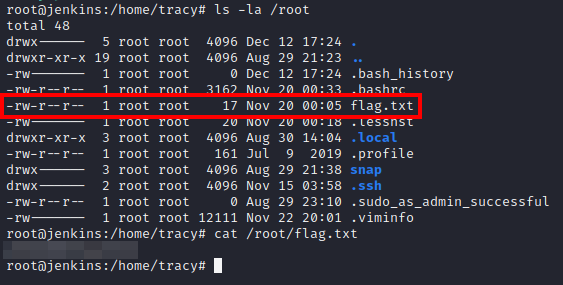 root@jenkins:/home/tracy# ls -la /root
total 48
drwx------  5 root root  4096 Dec 12 17:24 .
drwxr-xr-x 19 root root  4096 Aug 29 21:23 ..
-rw-------  1 root root     0 Dec 12 17:24 .bash_history
-rw-r--r--  1 root root  3162 Nov 20 00:33 .bashrc
-rw-r--r--  1 root root    17 Nov 20 00:05 flag.txt
-rw-------  1 root root    20 Nov 20 00:18 .lesshst
drwxr-xr-x  3 root root  4096 Aug 30 14:04 .local
-rw-r--r--  1 root root   161 Jul  9  2019 .profile
drwx------  3 root root  4096 Aug 29 21:38 snap
drwx------  2 root root  4096 Nov 15 03:58 .ssh
-rw-r--r--  1 root root     0 Aug 29 23:10 .sudo_as_admin_successful
-rw-------  1 root root 12111 Nov 22 20:01 .viminfo
root@jenkins:/home/tracy# cat /root/flag.txt
root@jenkins:/home/tracy#